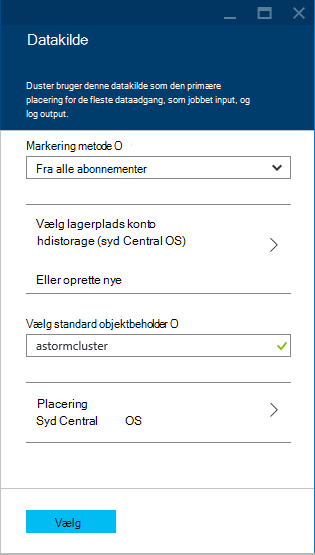 Datakilde
Duster bruger denne datakilde som den primære
placering for de fleste dataadgang, som jobbet input, og
log output.
Markering metode O
Fra alle abonnementer
Vælg lagerplads konto
hdistorage (syd Central OS)
Eller oprette nye
Vælg standard objektbeholder O
astormcluster
Placering
Syd Central OS
Vælg